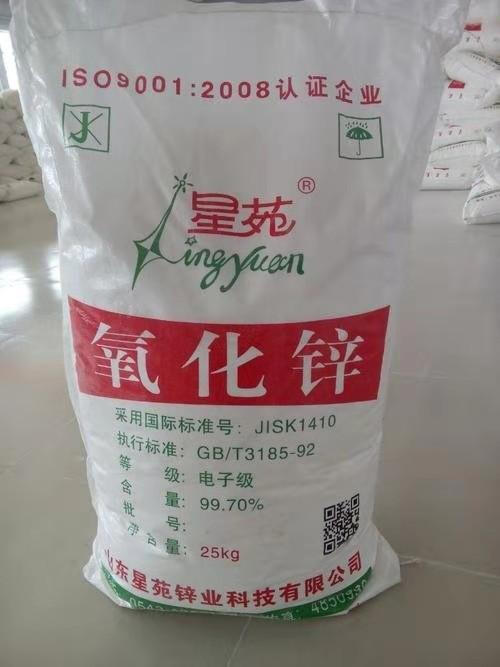 ISO9001:2008认证企业
星苑®
Xingyuan
氧化锌
采用国际标准号：JISK1410
执行标准：GB/T3185-92
等级：电子级
含量：99.70%
批号：
净含量：25kg
山东星苑锌业科技有限公司